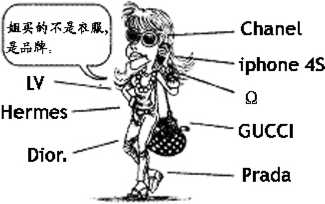 姐买的不是衣服,
是品牌。
Chanel
iphone 4S
LV
Ω
Hermes
GUCCI
Dior.
Prada